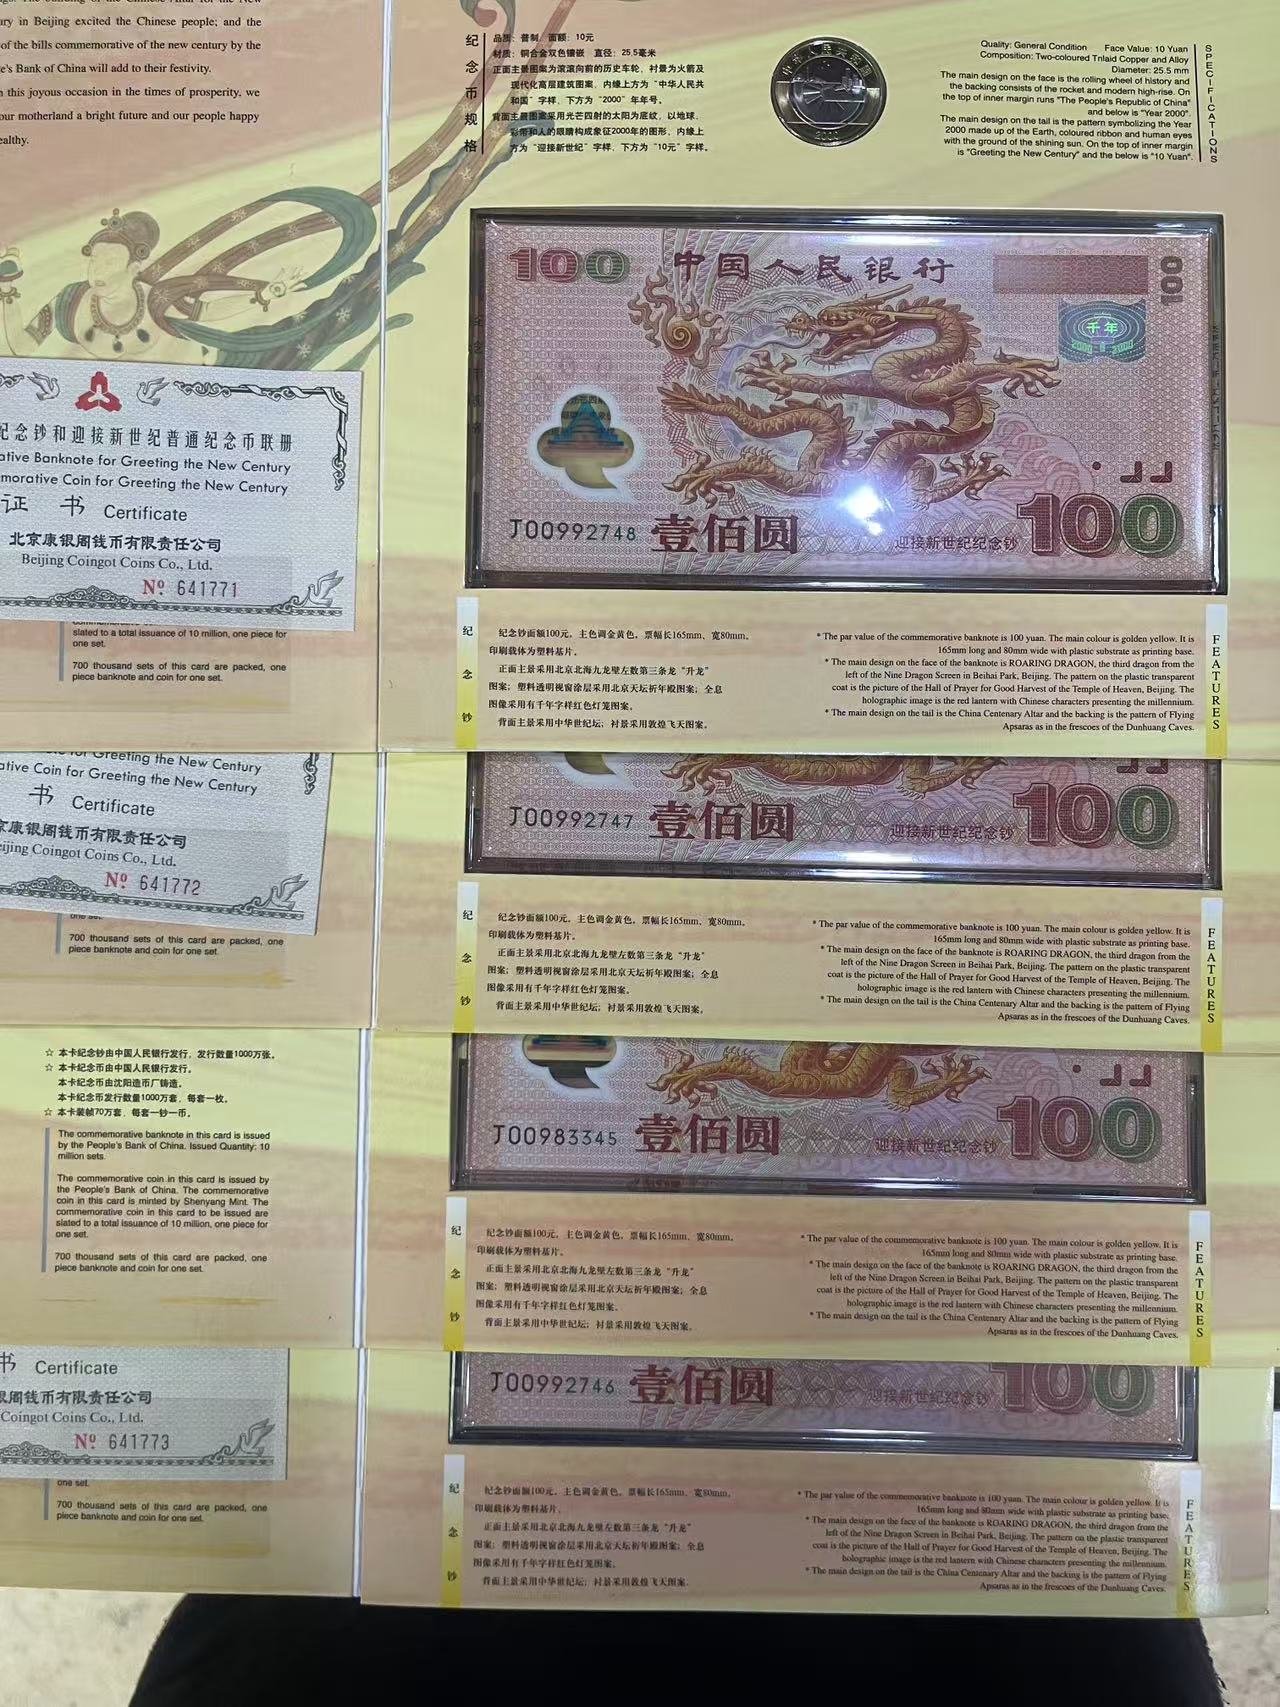 ry in Beijing excited the Chinese people; and the
of the bills commemorative of the new century by the
's Bank of China will add to their festivity.
this joyous occasion in the times of prosperity, we
our motherland a bright future and our people happy
ealthy.
纪念币规格
品质：普制，面额：10元
材质：铜合金双色镶嵌 直径：25.5毫米
正面主景图案为滚滚向前的历史车轮，衬景为火箭及
现代化高层建筑图案，内缘上方为“中华人民共
和国”字样，下方为“2000”年年号。
背面主景图案采用光芒四射的太阳为底纹，以地球、
彩带和人的眼睛构成象征2000年的图形，内缘上
方为“迎接新世纪”字样，下方为“10元”字样。
中华人民共和国
2000
Quality: General Condition Face Value: 10 Yuan
Composition: Two-coloured Tnlaid Copper and Alloy
Diameter: 25.5 mm
The main design on the face is the rolling wheel of history and
the backing consists of the rocket and modern high-rise. On
the top of inner margin runs "The People's Republic of China"
and below is "Year 2000".
The main design on the tail is the pattern symbolizing the Year
2000 made up of the Earth, coloured ribbon and human eyes
with the ground of the shining sun. On the top of inner margin
is "Greeting the New Century" and the below is "10 Yuan".
SPECIFICATIONS
100
中国人民银行
100
千年
2000
2000
J00992748
壹佰圆
迎接新世纪纪念钞
100
纪念钞和迎接新世纪普通纪念币联册
ative Banknote for Greeting the New Century
morative Coin for Greeting the New Century
证 书 Certificate
北京康银阁钱币有限责任公司
Beijing Coingot Coins Co., Ltd.
№ 641771
slated to a total issuance of 10 million, one piece for
one set.
700 thousand sets of this card are packed, one
piece banknote and coin for one set.
纪念钞
纪念钞面额100元，主色调金黄色，票幅长165mm、宽80mm，
印刷载体为塑料基片。
正面主景采用北京北海九龙壁左数第三条龙“升龙”
图案；塑料透明视窗涂层采用北京天坛祈年殿图案；全息
图像采用有千年字样红色灯笼图案。
背面主景采用中华世纪坛；衬景采用敦煌飞天图案。
* The par value of the commemorative banknote is 100 yuan. The main colour is golden yellow. It is
165mm long and 80mm wide with plastic substrate as printing base.
* The main design on the face of the banknote is ROARING DRAGON, the third dragon from the
left of the Nine Dragon Screen in Beihai Park, Beijing. The pattern on the plastic transparent
coat is the picture of the Hall of Prayer for Good Harvest of the Temple of Heaven, Beijing. The
holographic image is the red lantern with Chinese characters presenting the millennium.
* The main design on the tail is the China Centenary Altar and the backing is the pattern of Flying
Apsaras as in the frescoes of the Dunhuang Caves.
FEATURES
Greeting the New Century
ative Coin for Greeting the New Century
书 Certificate
京康银阁钱币有限责任公司
eijing Coingot Coins Co., Ltd.
№ 641772
one set.
700 thousand sets of this card are packed, one
piece banknote and coin for one set.
J00992747
壹佰圆
迎接新世纪纪念钞
100
纪念钞
纪念钞面额100元，主色调金黄色，票幅长165mm、宽80mm，
印刷载体为塑料基片。
正面主景采用北京北海九龙壁左数第三条龙“升龙”
图案；塑料透明视窗涂层采用北京天坛祈年殿图案；全息
图像采用有千年字样红色灯笼图案。
背面主景采用中华世纪坛；衬景采用敦煌飞天图案。
* The par value of the commemorative banknote is 100 yuan. The main colour is golden yellow. It is
165mm long and 80mm wide with plastic substrate as printing base.
* The main design on the face of the banknote is ROARING DRAGON, the third dragon from the
left of the Nine Dragon Screen in Beihai Park, Beijing. The pattern on the plastic transparent
coat is the picture of the Hall of Prayer for Good Harvest of the Temple of Heaven, Beijing. The
holographic image is the red lantern with Chinese characters presenting the millennium.
* The main design on the tail is the China Centenary Altar and the backing is the pattern of Flying
Apsaras as in the frescoes of the Dunhuang Caves.
FEATURES
☆ 本卡纪念钞由中国人民银行发行，发行数量1000万张。
☆ 本卡纪念币由中国人民银行发行。
本卡纪念币由沈阳造币厂铸造。
本卡纪念币发行数量1000万套，每套一枚。
☆ 本卡装帧70万套，每套一钞一币。
The commemorative banknote in this card is issued
by the People's Bank of China. Issued Quantity: 10
million sets.
The commemorative coin in this card is issued by
the People's Bank of China. The commemorative
coin in this card is minted by Shenyang Mint. The
commemorative coin in this card to be issued are
slated to a total issuance of 10 million, one piece for
one set.
700 thousand sets of this card are packed, one
piece banknote and coin for one set.
J00983345
壹佰圆
迎接新世纪纪念钞
100
纪念钞
纪念钞面额100元，主色调金黄色，票幅长165mm、宽80mm，
印刷载体为塑料基片。
正面主景采用北京北海九龙壁左数第三条龙“升龙”
图案；塑料透明视窗涂层采用北京天坛祈年殿图案；全息
图像采用有千年字样红色灯笼图案。
背面主景采用中华世纪坛；衬景采用敦煌飞天图案。
* The par value of the commemorative banknote is 100 yuan. The main colour is golden yellow. It is
165mm long and 80mm wide with plastic substrate as printing base.
* The main design on the face of the banknote is ROARING DRAGON, the third dragon from the
left of the Nine Dragon Screen in Beihai Park, Beijing. The pattern on the plastic transparent
coat is the picture of the Hall of Prayer for Good Harvest of the Temple of Heaven, Beijing. The
holographic image is the red lantern with Chinese characters presenting the millennium.
* The main design on the tail is the China Centenary Altar and the backing is the pattern of Flying
Apsaras as in the frescoes of the Dunhuang Caves.
FEATURES
书 Certificate
银阁钱币有限责任公司
Coingot Coins Co., Ltd.
№ 641773
one set.
700 thousand sets of this card are packed, one
piece banknote and coin for one set.
J00992746
壹佰圆
迎接新世纪纪念钞
100
纪念钞
纪念钞面额100元，主色调金黄色，票幅长165mm、宽80mm，
印刷载体为塑料基片。
正面主景采用北京北海九龙壁左数第三条龙“升龙”
图案；塑料透明视窗涂层采用北京天坛祈年殿图案；全息
图像采用有千年字样红色灯笼图案。
背面主景采用中华世纪坛；衬景采用敦煌飞天图案。
* The par value of the commemorative banknote is 100 yuan. The main colour is golden yellow. It is
165mm long and 80mm wide with plastic substrate as printing base.
* The main design on the face of the banknote is ROARING DRAGON, the third dragon from the
left of the Nine Dragon Screen in Beihai Park, Beijing. The pattern on the plastic transparent
coat is the picture of the Hall of Prayer for Good Harvest of the Temple of Heaven, Beijing. The
holographic image is the red lantern with Chinese characters presenting the millennium.
* The main design on the tail is the China Centenary Altar and the backing is the pattern of Flying
Apsaras as in the frescoes of the Dunhuang Caves.
FEATURES